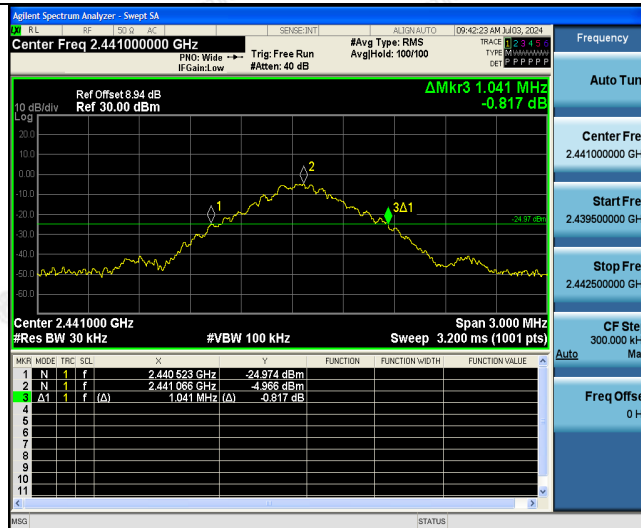 Agilent Spectrum Analyzer - Swept SA
RL RF 50 Ω AC SENSE:INT ALIGNAUTO 09:42:23 AM Jul 03, 2024
Center Freq 2.441000000 GHz
PNO: Wide
IFGain:Low
Trig: Free Run
#Atten: 40 dB
#Avg Type: RMS
Avg|Hold: 100/100
TRACE 1 2 3 4 5 6
TYPE M
DET P P P P P P
Frequency
Auto Tun
Center Fre
2.441000000 GH
Start Fre
2.439500000 GH
Stop Fre
2.442500000 GH
CF Ste
300.000 kH
Auto Ma
Freq Offse
0 H
Ref Offset 8.94 dB
10 dB/div Ref 30.00 dBm
Log
ΔMkr3 1.041 MHz
-0.817 dB
20.0
10.0
0.00
-10.0
-20.0
-30.0
-40.0
-50.0
-60.0
1
2
3Δ1
-24.97 dBm
Center 2.441000 GHz Span 3.000 MHz
#Res BW 30 kHz #VBW 100 kHz Sweep 3.200 ms (1001 pts)
MKR MODE TRC SCL X Y FUNCTION FUNCTION WIDTH FUNCTION VALUE
1 N 1 f 2.440 523 GHz -24.974 dBm
2 N 1 f 2.441 066 GHz -4.966 dBm
3 Δ1 1 f (Δ) 1.041 MHz (Δ) -0.817 dB
4
5
6
7
8
9
10
11
MSG STATUS